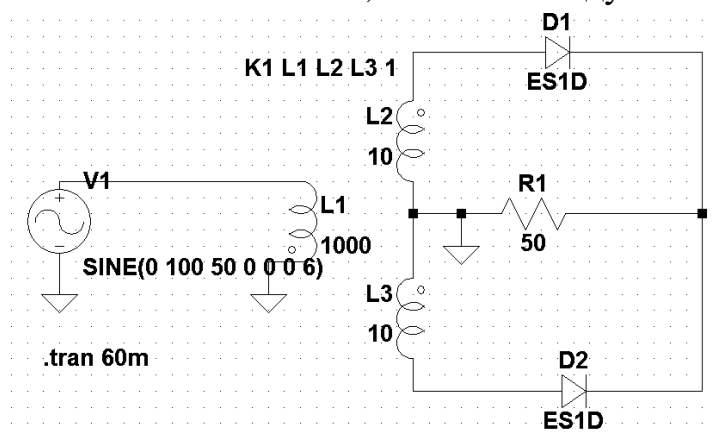 D1
K1 L1 L2 L3 1
ES1D
L2
10
V1
R1
L1
50
1000
SINE(0 100 50 0 0 0 6)
L3
10
.tran 60m
D2
ES1D